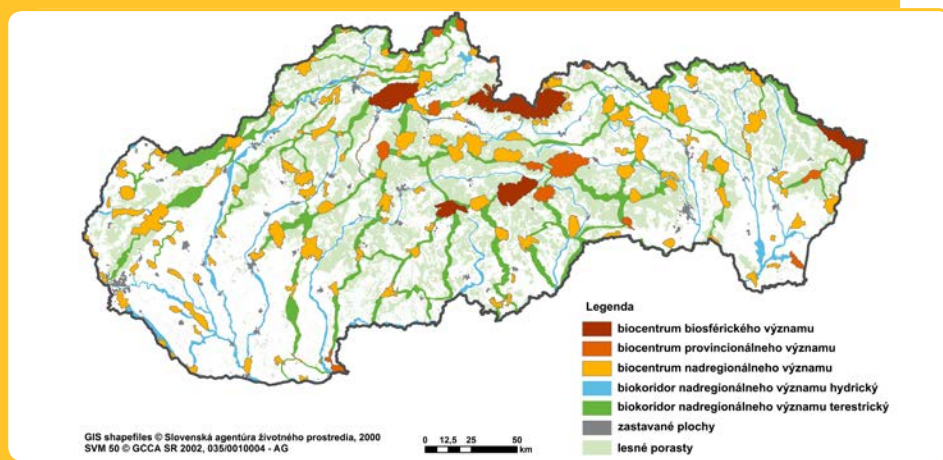 Legenda
biocentrum biosférického významu
biocentrum provincionálneho významu
biocentrum nadregionálneho významu
biokoridor nadregionálneho významu hydrický
biokoridor nadregionálneho významu terestrický
zastavané plochy
lesné porasty
GIS shapefiles © Slovenská agentúra životného prostredia, 2000
SVM 50 © GCCA SR 2002, 035/0010004 - AG
0 12,5 25 50
km